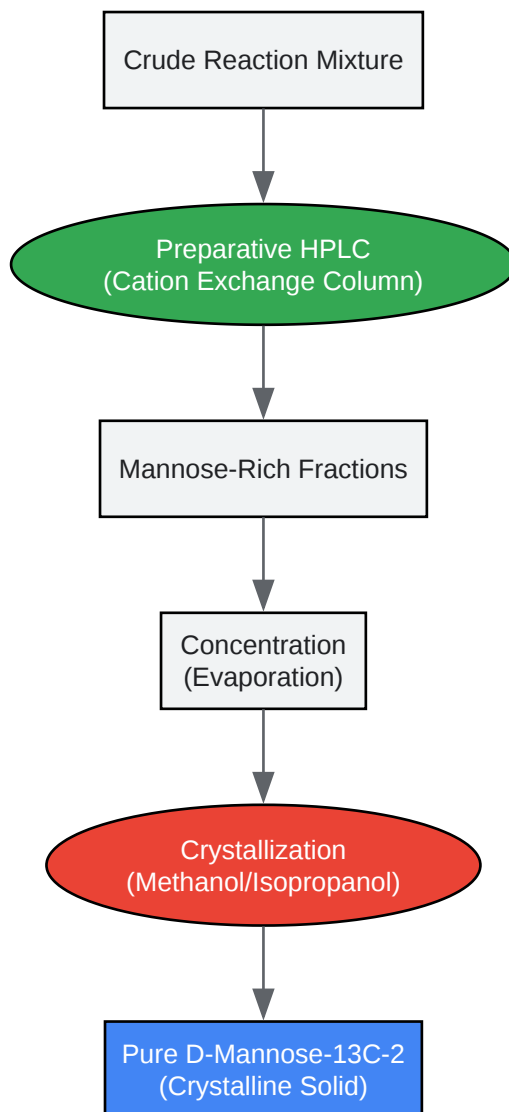 Crude Reaction Mixture
Preparative HPLC
(Cation Exchange Column)
Mannose-Rich Fractions
Concentration
(Evaporation)
Crystallization
(Methanol/Isopropanol)
Pure D-Mannose-13C-2
(Crystalline Solid)